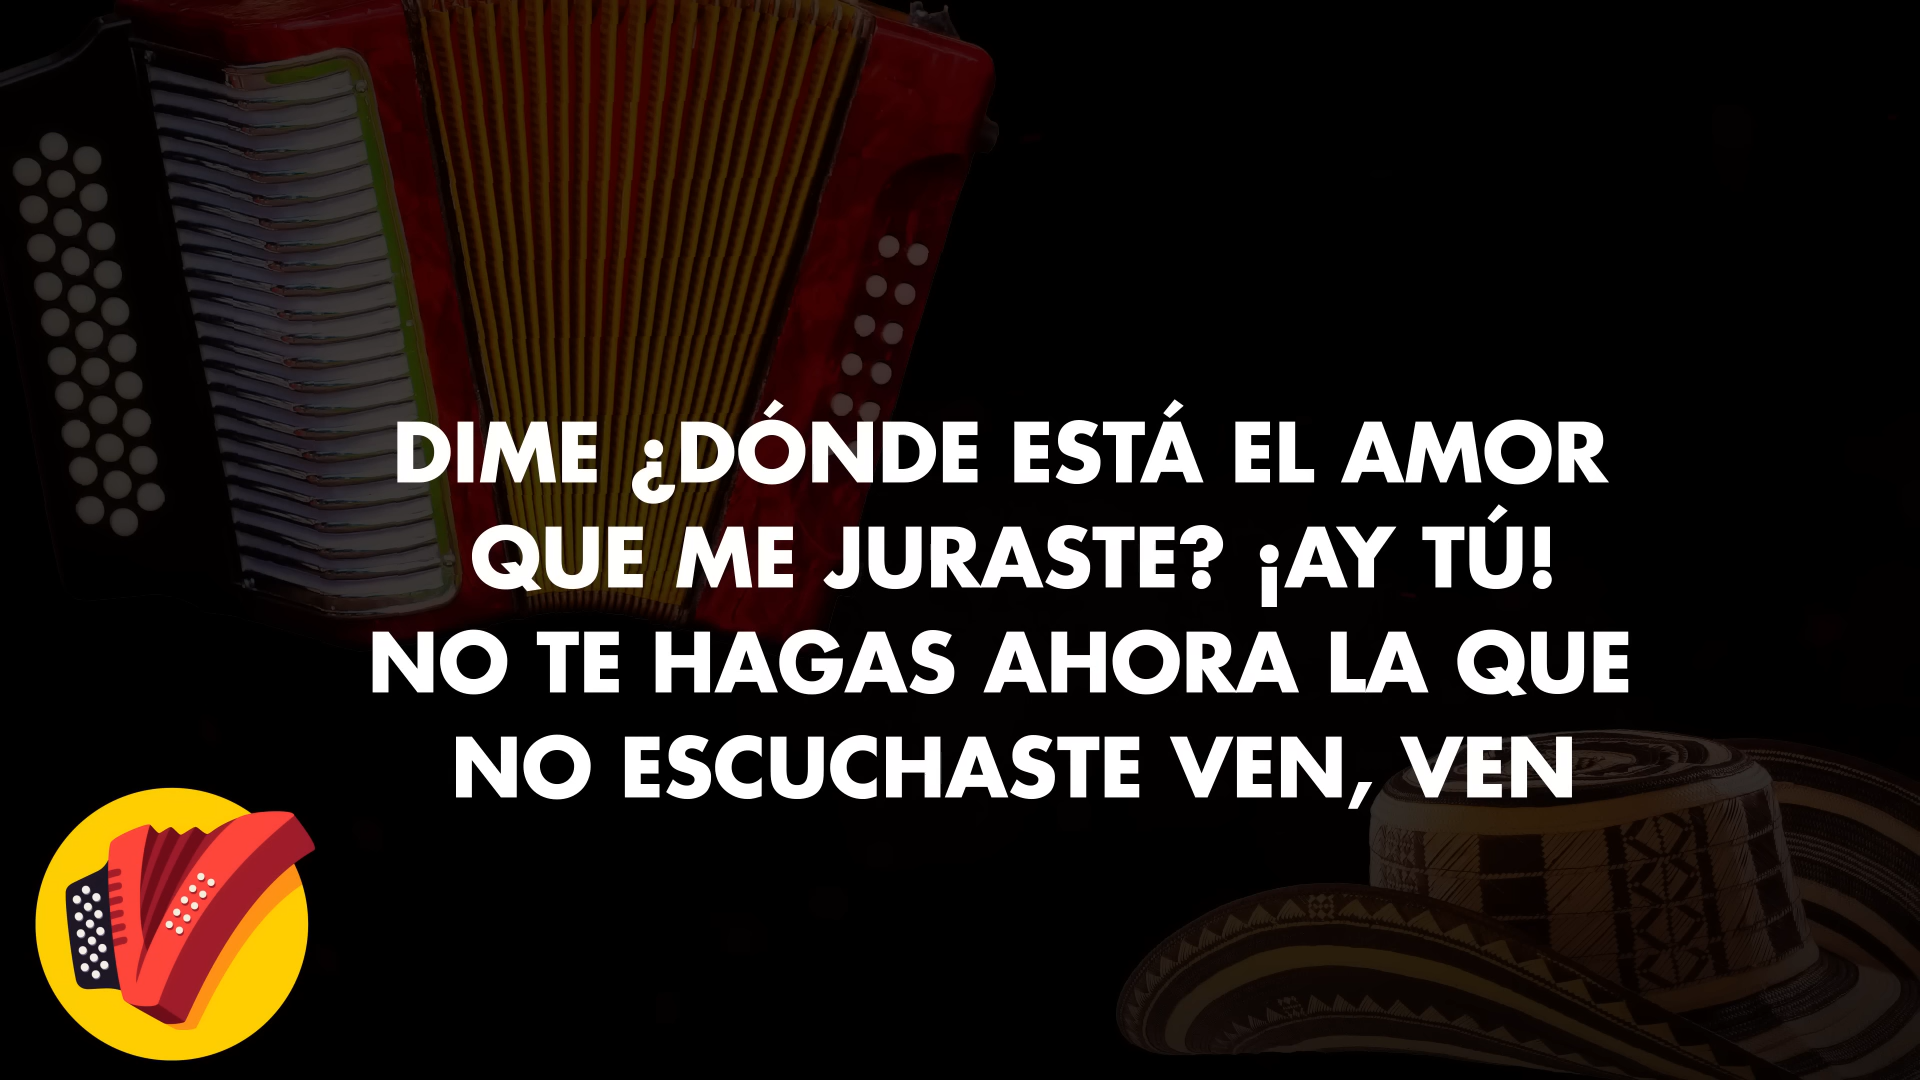 DIME ¿DÓNDE ESTÁ EL AMOR
QUE ME JURASTE? ¡AY TÚ!
NO TE HAGAS AHORA LA QUE
NO ESCUCHASTE VEN, VEN